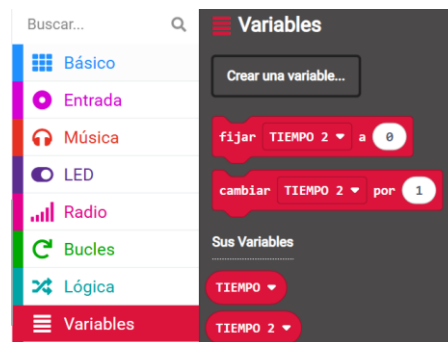 Buscar...
Básico
Entrada
Música
LED
Radio
Bucles
Lógica
Variables
Variables
Crear una variable...
fijar TIEMPO 2 a 0
cambiar TIEMPO 2 por 1
Sus Variables
TIEMPO
TIEMPO 2